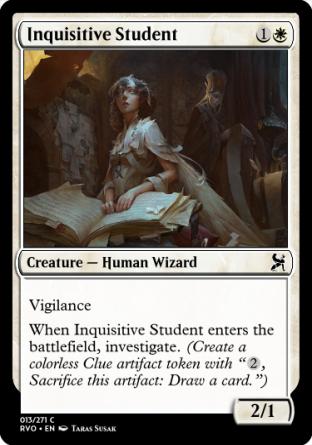 Inquisitive Student 1
Creature — Human Wizard
Vigilance
When Inquisitive Student enters the
battlefield, investigate. (Create a
colorless Clue artifact token with “2,
Sacrifice this artifact: Draw a card.”)
013/271 C
RVO • EN Taras Susak
2/1